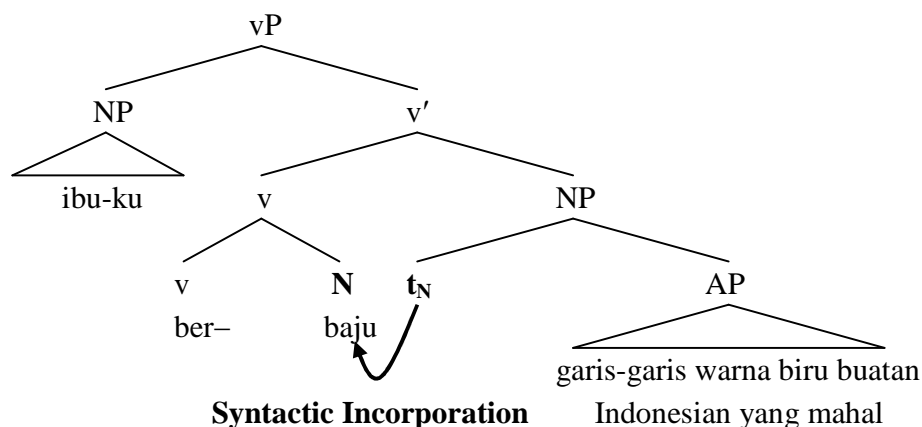 vP
NP v′
ibu-ku v NP
v N t_N AP
ber– baju
garis-garis warna biru buatan
Syntactic Incorporation Indonesian yang mahal